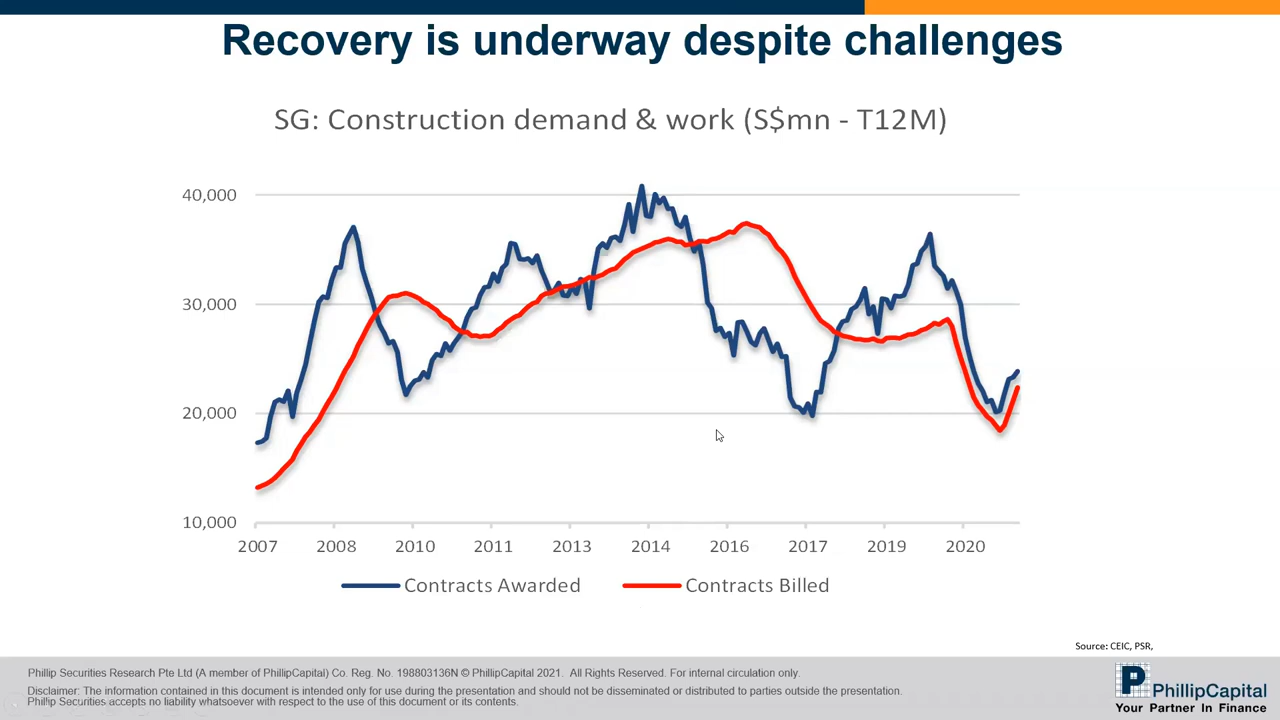 Recovery is underway despite challenges
SG: Construction demand & work (S$mn - T12M)
40,000
30,000
20,000
10,000
2007 2008 2010 2011 2013 2014 2016 2017 2019 2020
Contracts Awarded Contracts Billed
Source: CEIC, PSR,
Phillip Securities Research Pte Ltd (A member of PhillipCapital) Co. Reg. No. 198803136N © PhillipCapital 2021. All Rights Reserved. For internal circulation only.
Disclaimer: The information contained in this document is intended only for use during the presentation and should not be disseminated or distributed to parties outside the presentation.
Phillip Securities accepts no liability whatsoever with respect to the use of this document or its contents.
PhillipCapital
Your Partner In Finance